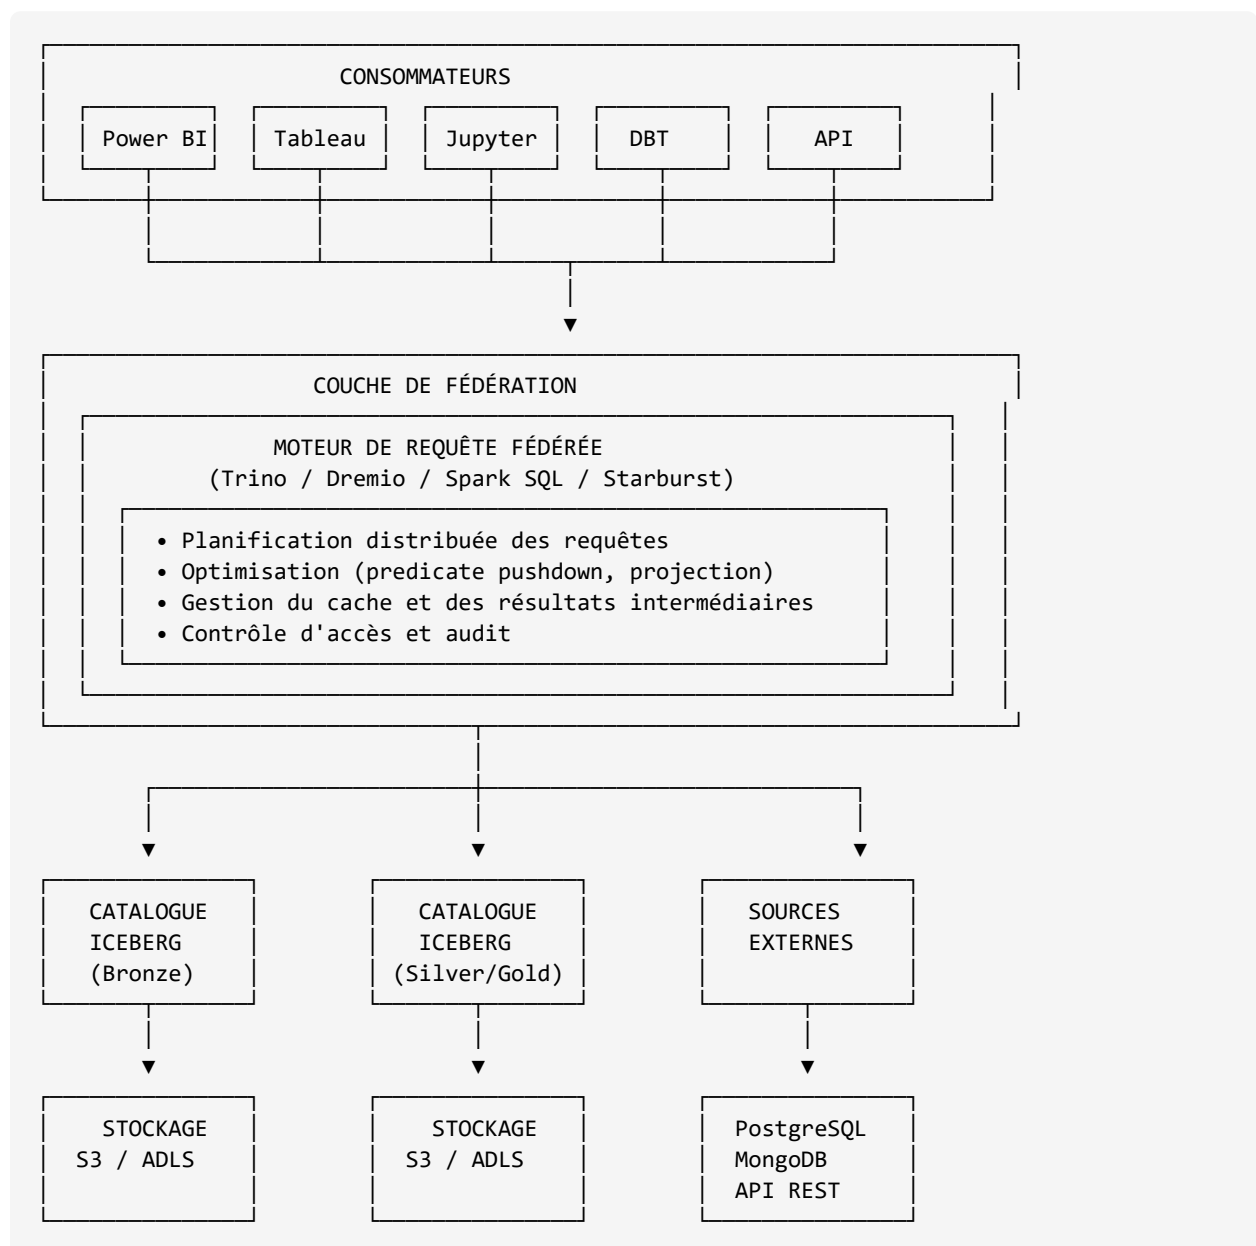 CONSOMMATEURS
Power BI Tableau Jupyter DBT API
COUCHE DE FÉDÉRATION
MOTEUR DE REQUÊTE FÉDÉRÉE
(Trino / Dremio / Spark SQL / Starburst)
• Planification distribuée des requêtes
• Optimisation (predicate pushdown, projection)
• Gestion du cache et des résultats intermédiaires
• Contrôle d'accès et audit
CATALOGUE
ICEBERG
(Bronze)
CATALOGUE
ICEBERG
(Silver/Gold)
SOURCES
EXTERNES
STOCKAGE
S3 / ADLS
STOCKAGE
S3 / ADLS
PostgreSQL
MongoDB
API REST